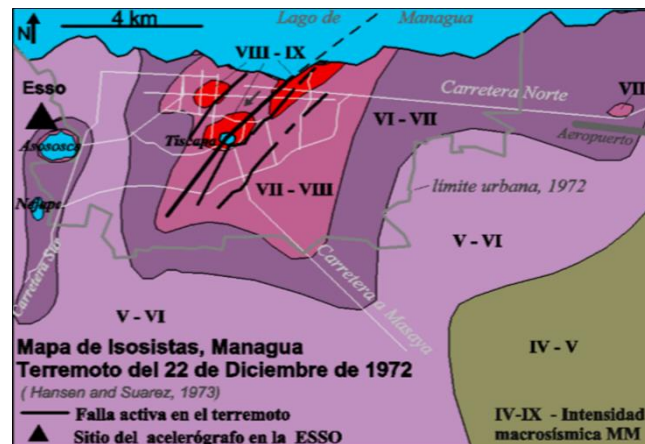 4 km
Lago de Managua
N
VIII - IX
Esso
Carretera Norte
VII
VI - VII
Aeropuerto
Asososca
Tiscapa
límite urbana, 1972
Nejapa
VII - VIII
V - VI
Carretera Sur
Carretera a Masaya
V - VI
IV - V
Mapa de Isosistas, Managua
Terremoto del 22 de Diciembre de 1972
( Hansen and Suarez, 1973)
Falla activa en el terremoto
Sitio del acelerógrafo en la ESSO
IV-IX - Intensidad
macrosísmica MM